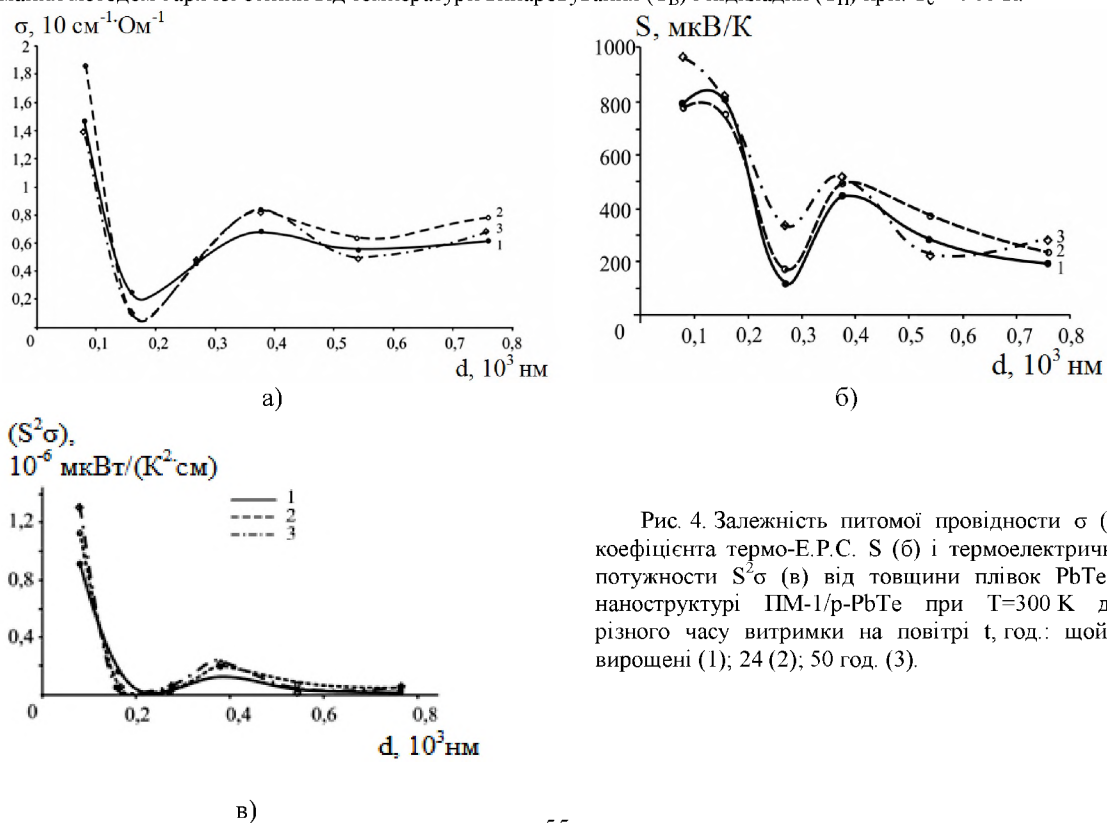 σ, 10 см⁻¹·Ом⁻¹
2
1,8
1,6
1,4
1,2
1
0,8
0,6
0,4
0,2
2
3
1
0 0,1 0,2 0,3 0,4 0,5 0,6 0,7 0,8
d, 10³ нм
а)
S, мкВ/К
1000
800
600
400
200
0
3
2
1
0,1 0,2 0,3 0,4 0,5 0,6 0,7 0,8
d, 10³ нм
б)
(S²σ),
10⁻⁶ мкВт/(К²·см)
1
2
3
1,2
0,8
0,4
0 0,2 0,4 0,6 0,8
d, 10³нм
в)
Рис. 4. Залежність питомої провідности σ (
коефіцієнта термо-Е.Р.С. S (б) і термоелектричн
потужности S²σ (в) від товщини плівок PbTe
наноструктурі ПМ-1/p-PbTe при T=300 К д
різного часу витримки на повітрі t, год.: щой
вирощені (1); 24 (2); 50 год. (3).